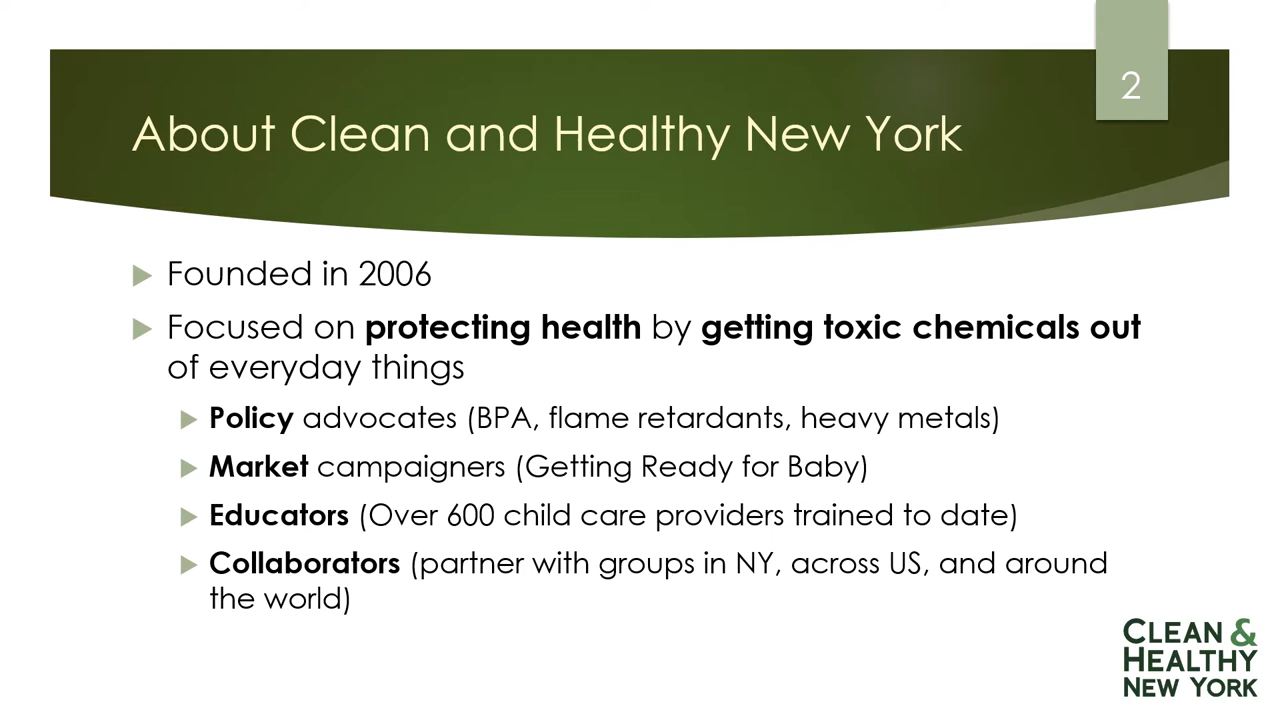 2
About Clean and Healthy New York
Founded in 2006
Focused on protecting health by getting toxic chemicals out
of everyday things
Policy advocates (BPA, flame retardants, heavy metals)
Market campaigners (Getting Ready for Baby)
Educators (Over 600 child care providers trained to date)
Collaborators (partner with groups in NY, across US, and around
the world)
CLEAN &
HEALTHY
NEW YORK